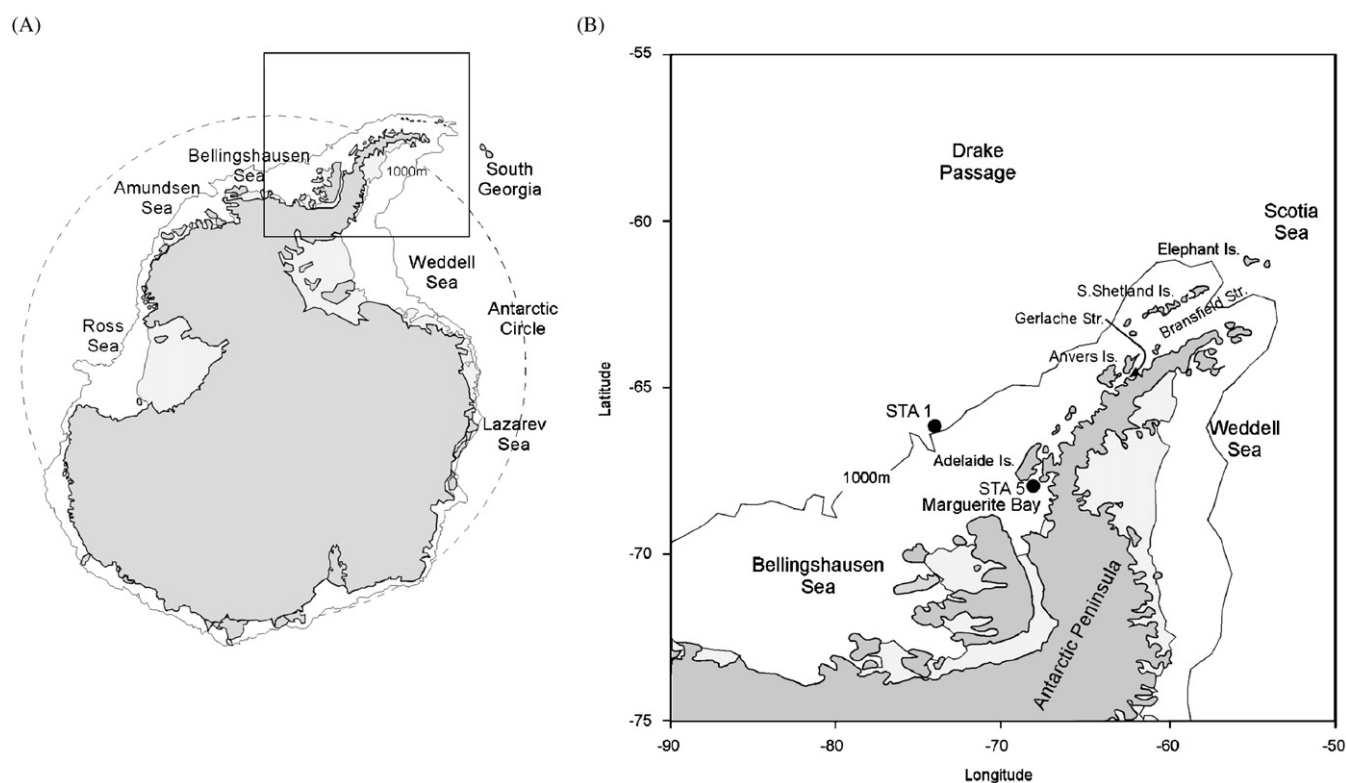 (A)
Bellingshausen
Sea
Amundsen
Sea
1000m
South
Georgia
Weddell
Sea
Antarctic
Circle
Ross
Sea
Lazarev
Sea
(B)
-55
-60
-65
-70
-75
Latitude
Drake
Passage
Scotia
Sea
Elephant Is.
S.Shetland Is.
Bransfield Str.
Gerlache Str.
Anvers Is.
STA 1
Weddell
Sea
Adelaide Is.
1000m
STA 5
Marguerite Bay
Bellingshausen
Sea
Antarctic Peninsula
-90
-80
-70
-60
-50
Longitude